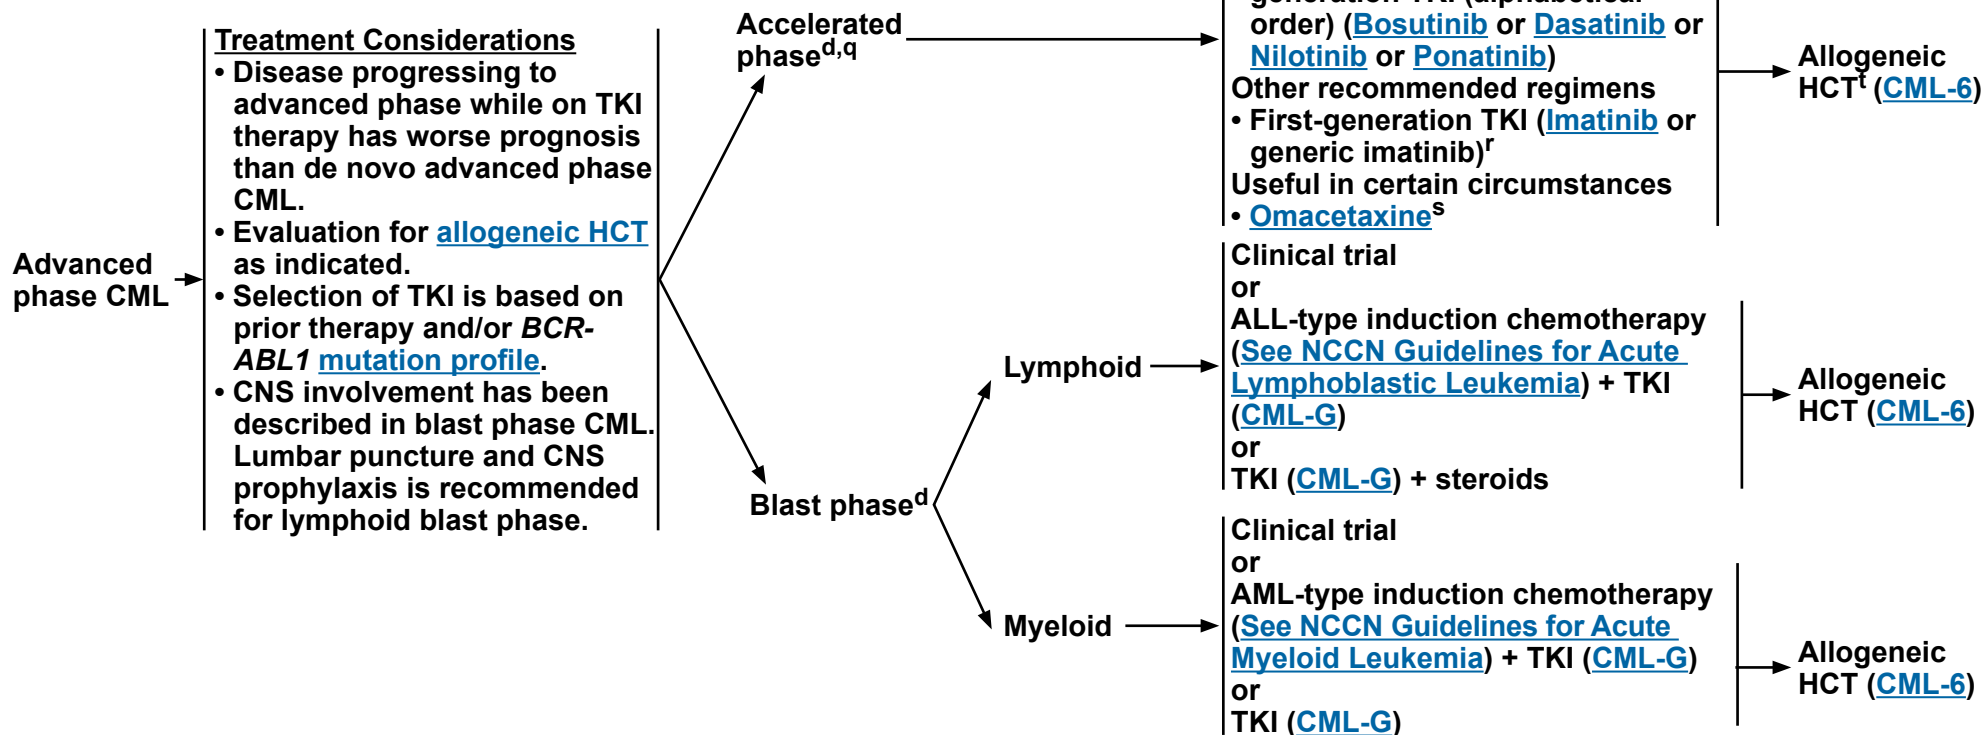 Advanced
phase CML
Treatment Considerations
• Disease progressing to
advanced phase while on TKI
therapy has worse prognosis
than de novo advanced phase
CML.
• Evaluation for allogeneic HCT
as indicated.
• Selection of TKI is based on
prior therapy and/or BCR-
ABL1 mutation profile.
• CNS involvement has been
described in blast phase CML.
Lumbar puncture and CNS
prophylaxis is recommended
for lymphoid blast phase.
Accelerated
phase^d,q
generation TKI (alphabetical
order) (Bosutinib or Dasatinib or
Nilotinib or Ponatinib)
Other recommended regimens
• First-generation TKI (Imatinib or
generic imatinib)^r
Useful in certain circumstances
• Omacetaxine^s
Allogeneic
HCT^t (CML-6)
Blast phase^d
Lymphoid
Clinical trial
or
ALL-type induction chemotherapy
(See NCCN Guidelines for Acute
Lymphoblastic Leukemia) + TKI
(CML-G)
or
TKI (CML-G) + steroids
Allogeneic
HCT (CML-6)
Myeloid
Clinical trial
or
AML-type induction chemotherapy
(See NCCN Guidelines for Acute
Myeloid Leukemia) + TKI (CML-G)
or
TKI (CML-G)
Allogeneic
HCT (CML-6)